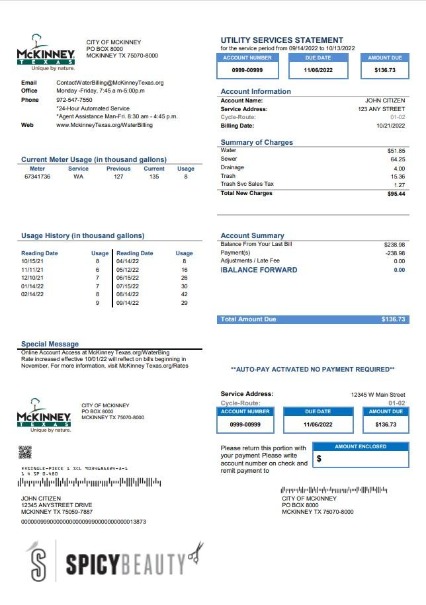 McKINNEY
TEXAS
Unique by nature.
CITY OF MCKINNEY
PO BOX 8000
MCKINNEY TX 75070-8000
Email ContactWaterBilling@McKinneyTexas.org
Office Monday -Friday, 7:45 a.m-5:00p.m
Phone 972-547-7550
*24-Hour Automated Service
*Agent Assistance Mon-Fri. 8:30 am - 4:45 p.m.
Web www.McKinneyTexas.org/WaterBilling
UTILITY SERVICES STATEMENT
for the service period from 09/14/2022 to 10/13/2022
ACCOUNT NUMBER DUE DATE AMOUNT DUE
0999-00999 11/06/2022 $136.73
Account Information
Account Name: JOHN CITIZEN
Service Address: 123 ANY STREET
Cycle-Route: 01-02
Billing Date: 10/21/2022
Current Meter Usage (in thousand gallons)
Meter Service Previous Current Usage
67341736 WA 127 135 8
Summary of Charges
Water $51.85
Sewer 64.25
Drainage 4.00
Trash 15.36
Trash Svc Sales Tax 1.27
Total New Charges $95.44
Usage History (in thousand gallons)
Reading Date Usage Reading Date Usage
10/15/21 8 04/14/22 8
11/11/21 6 05/12/22 16
12/14/21 7 06/15/22 26
01/14/22 7 07/15/22 30
02/14/22 8 08/14/22 42
9 09/14/22 29
Account Summary
Balance From Your Last Bill $238.98
Payment(s) -238.98
Adjustments / Late Fee 0.00
BALANCE FORWARD 0.00
Total Amount Due $136.73
Special Message
Online Account Access at McKinney Texas.org/WaterBing
Rate increased effective 10/01/22 will reflect on bills beginning in
November. For more information, visit McKinneyTexas.org/Rates
**AUTO-PAY ACTIVATED NO PAYMENT REQUIRED**
McKINNEY
TEXAS
Unique by nature.
CITY OF MCKINNEY
PO BOX 8000
MCKINNEY TX 75070-8000
Service Address: 12345 W Main Street
Cycle-Route: 01-02
ACCOUNT NUMBER DUE DATE AMOUNT DUE
0999-00999 11/06/2022 $136.73
Please return this portion with
your payment Please write
account number on check and
remit payment to
AMOUNT ENCLOSED
$
JOHN CITIZEN
12345 ANYSTREET DRIVE
MCKINNEY TX 75059-7887
CITY OF MCKINNEY
PO BOX 8000
MCKINNEY TX 75070-8000
SPICYBEAUTY